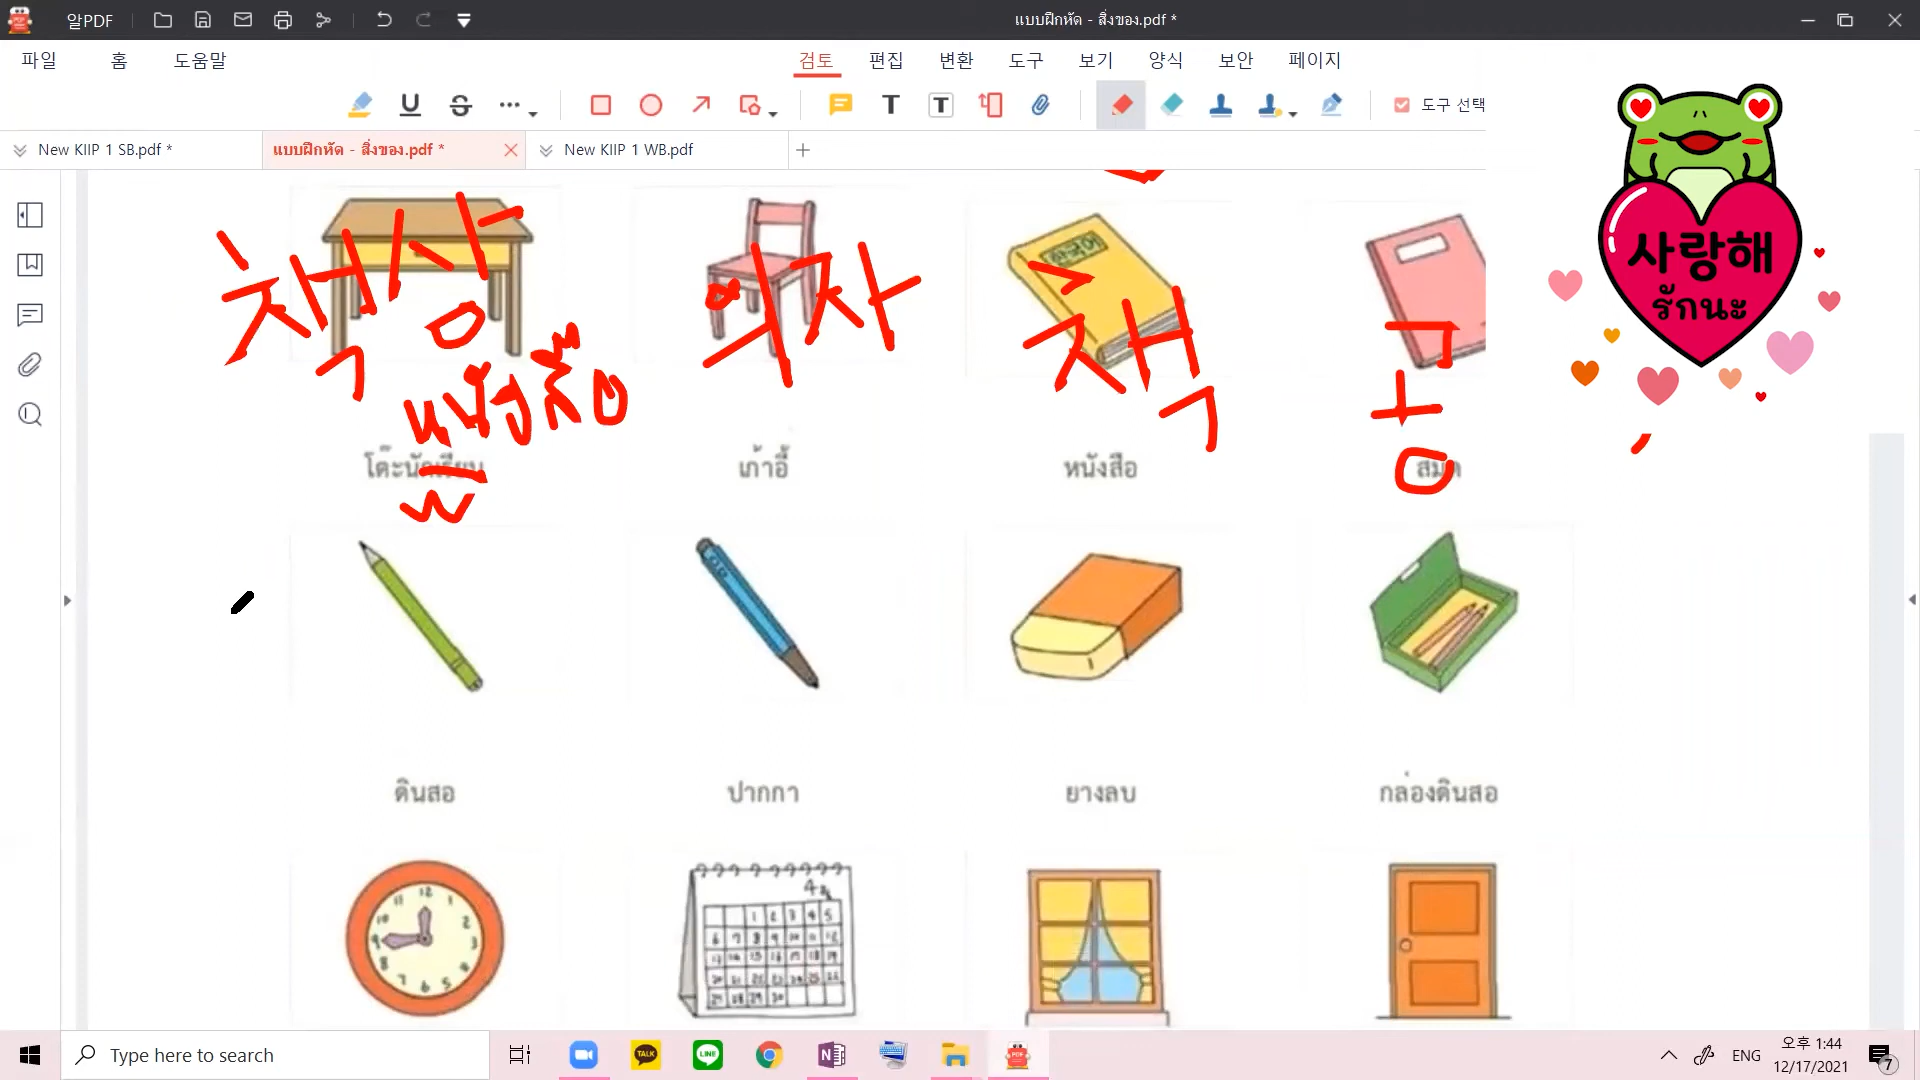 알PDF
แบบฝึกหัด - สิ่งของ.pdf *
파일 홈 도움말 검토 편집 변환 도구 보기 양식 보안 페이지
도구 선택
New KIIP 1 SB.pdf *
แบบฝึกหัด - สิ่งของ.pdf *
New KIIP 1 WB.pdf
사랑해
รักนะ
책상 의자 책 공
한국어
หนังสือ
โต๊ะนักเรียน เก้าอี้ หนังสือ สมุด
ดินสอ ปากกา ยางลบ กล่องดินสอ
Type here to search
TALK
LINE
PDF
ENG
오후 1:44
12/17/2021
7